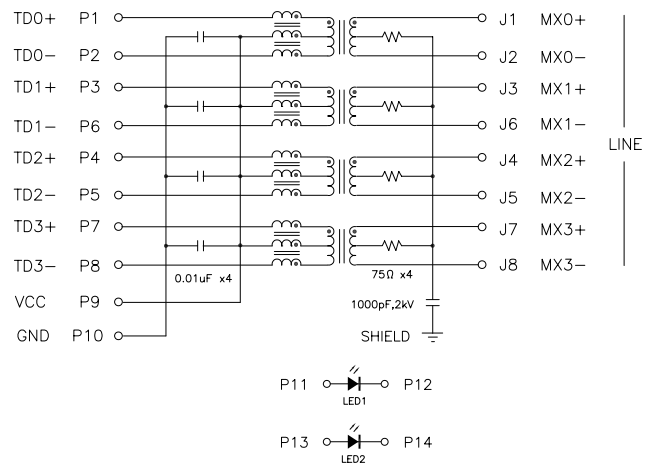 TD0+ P1 J1 MX0+
TD0− P2 J2 MX0−
TD1+ P3 J3 MX1+
TD1− P6 J6 MX1−
LINE
TD2+ P4 J4 MX2+
TD2− P5 J5 MX2−
TD3+ P7 J7 MX3+
TD3− P8 J8 MX3−
0.01uF x4 75Ω x4
VCC P9
1000pF,2kV
GND P10 SHIELD
P11 P12
LED1
P13 P14
LED2